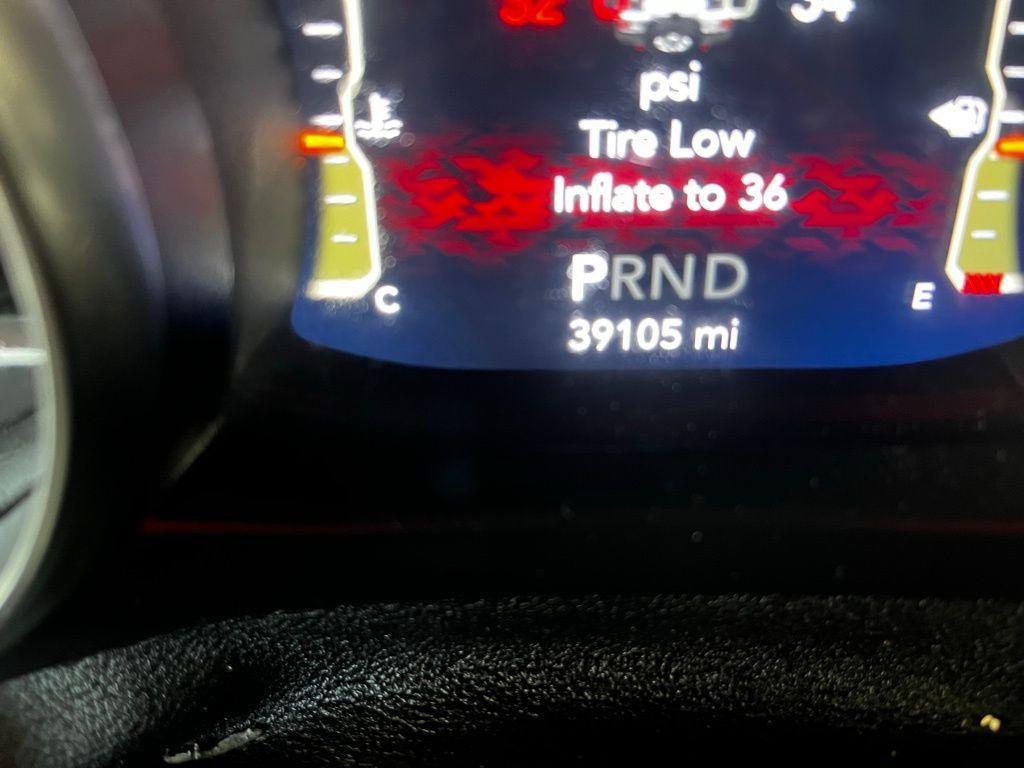 psi
Tire Low
Inflate to 36
PRND
C
E
39105 mi